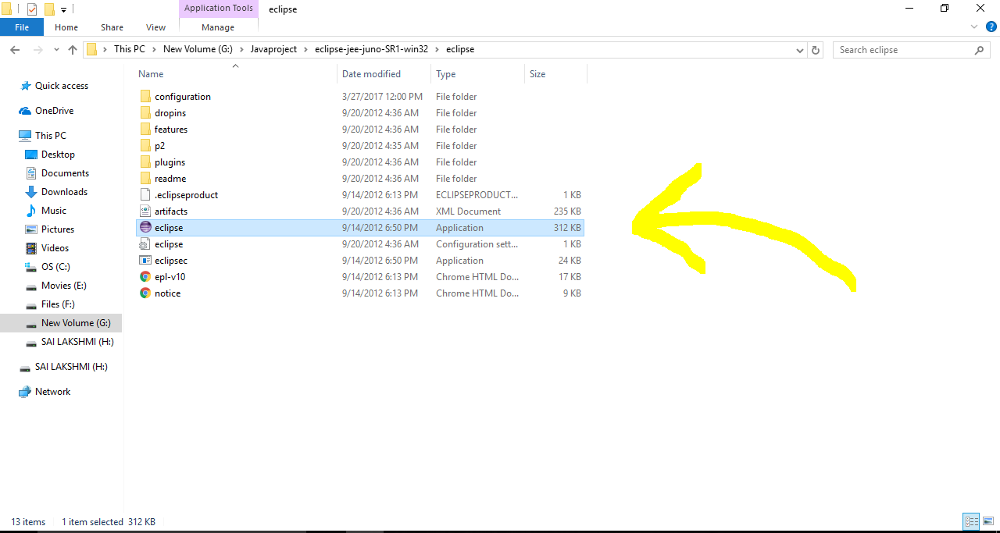 Application Tools eclipse
File Home Share View Manage
This PC New Volume (G:) Javaproject eclipse-jee-juno-SR1-win32 eclipse Search eclipse
Name Date modified Type Size
Quick access
OneDrive
This PC
Desktop
Documents
Downloads
Music
Pictures
Videos
OS (C:)
Movies (E:)
Files (F:)
New Volume (G:)
SAI LAKSHMI (H:)
SAI LAKSHMI (H:)
Network
configuration 3/27/2017 12:00 PM File folder
dropins 9/20/2012 4:36 AM File folder
features 9/20/2012 4:36 AM File folder
p2 9/20/2012 4:35 AM File folder
plugins 9/20/2012 4:36 AM File folder
readme 9/20/2012 4:36 AM File folder
.eclipseproduct 9/14/2012 6:13 PM ECLIPSEPRODUCT... 1 KB
artifacts 9/20/2012 4:36 AM XML Document 235 KB
eclipse 9/14/2012 6:50 PM Application 312 KB
eclipse 9/20/2012 4:36 AM Configuration sett... 1 KB
eclipsec 9/14/2012 6:50 PM Application 24 KB
epl-v10 9/14/2012 6:13 PM Chrome HTML Do... 17 KB
notice 9/14/2012 6:13 PM Chrome HTML Do... 9 KB
13 items 1 item selected 312 KB